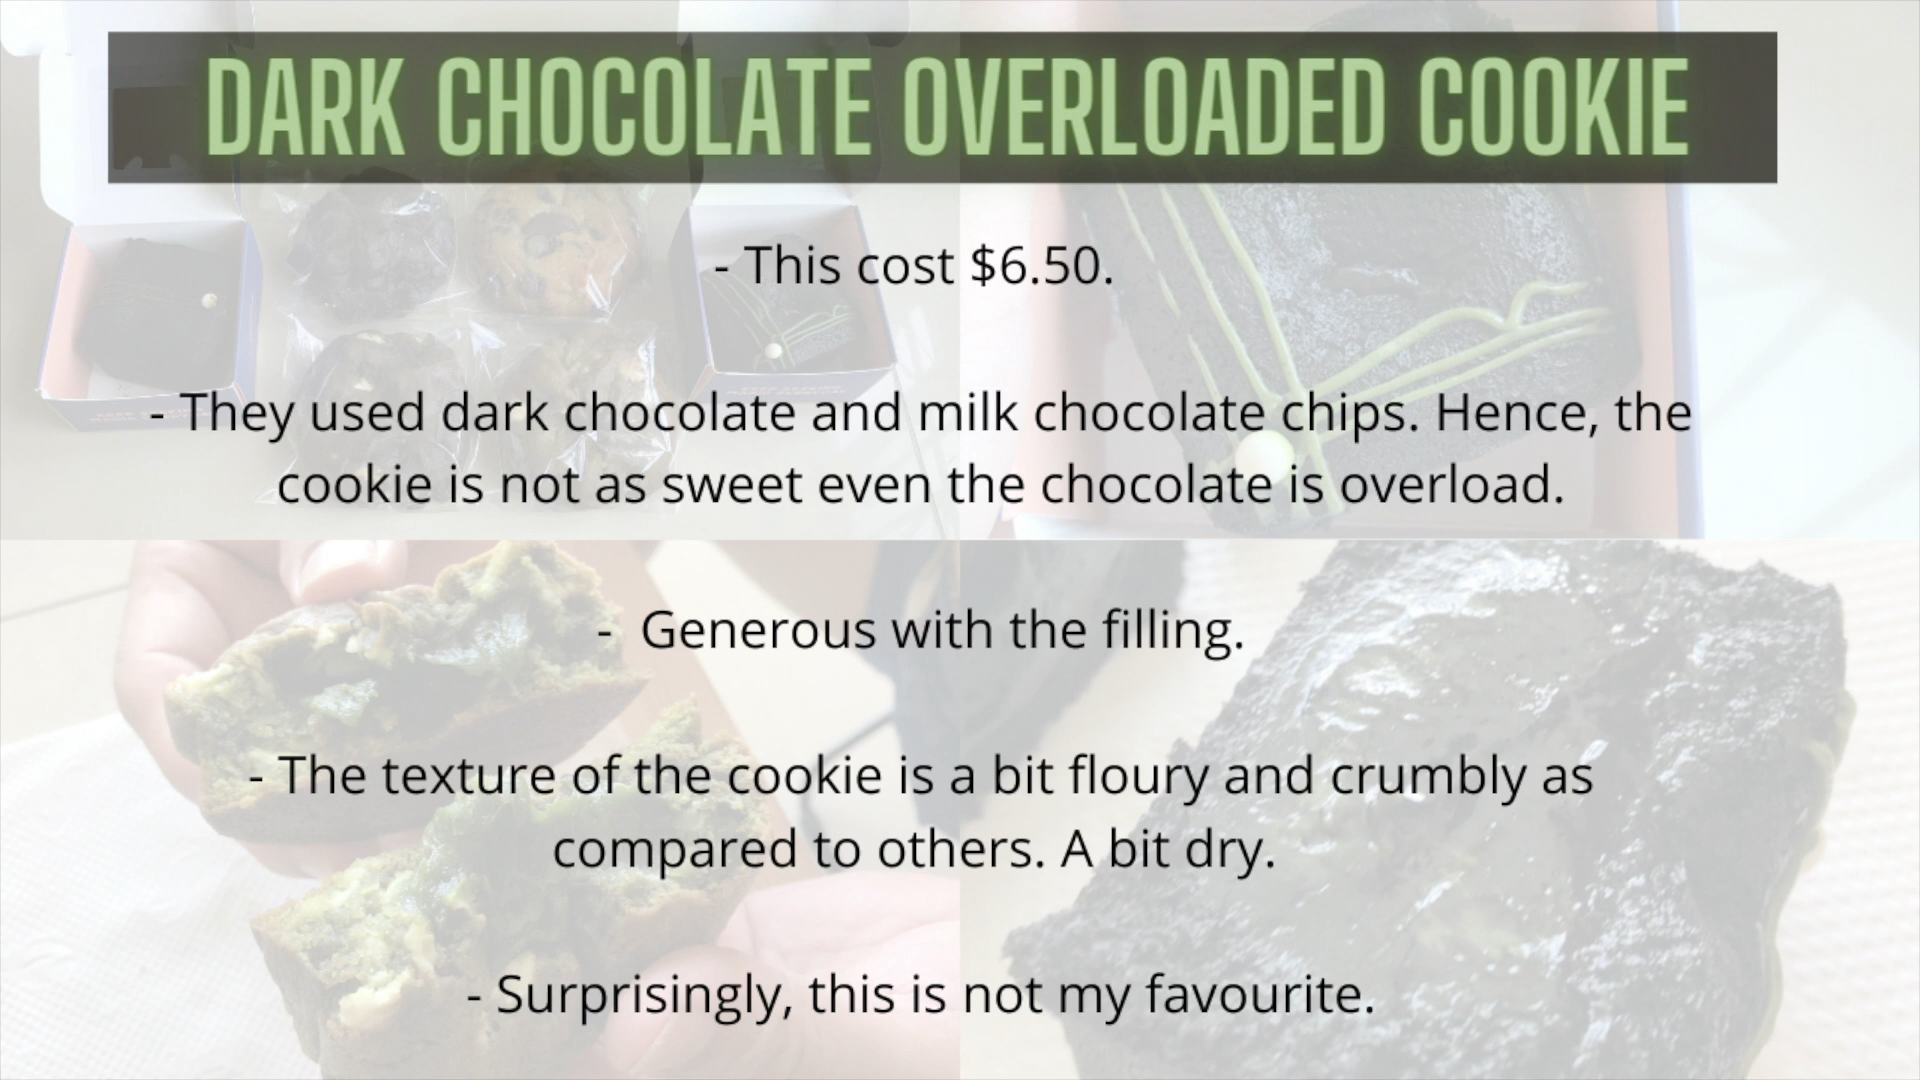 DARK CHOCOLATE OVERLOADED COOKIE
- This cost $6.50.
- They used dark chocolate and milk chocolate chips. Hence, the
cookie is not as sweet even the chocolate is overload.
- Generous with the filling.
- The texture of the cookie is a bit floury and crumbly as
compared to others. A bit dry.
- Surprisingly, this is not my favourite.